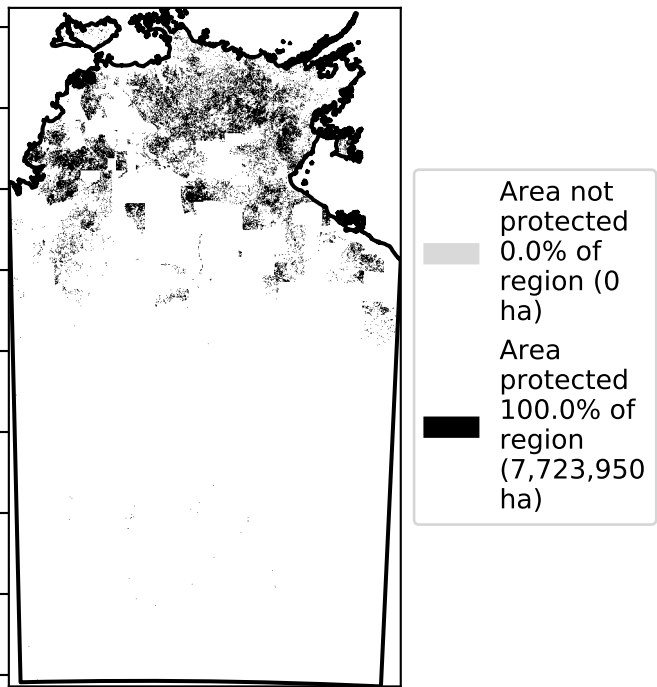 Area not
protected
0.0% of
region (0
ha)
Area
protected
100.0% of
region
(7,723,950
ha)